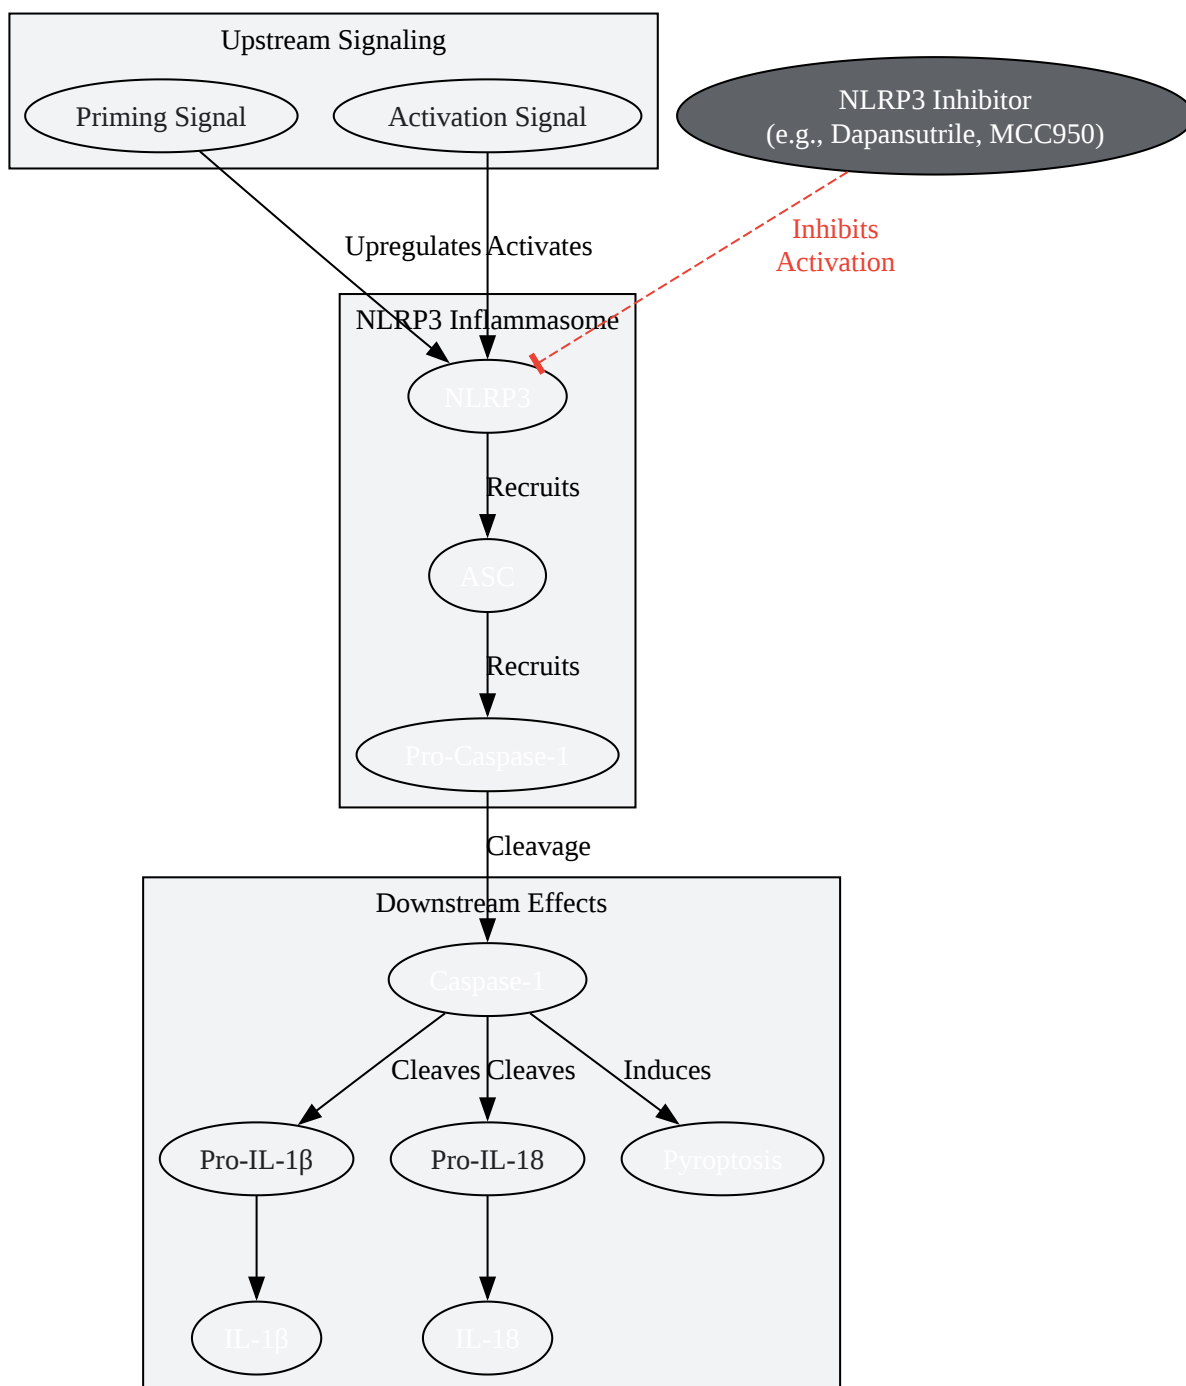 Upstream Signaling
Priming Signal
Activation Signal
NLRP3 Inhibitor
(e.g., Dapansutrile, MCC950)
Upregulates
Activates
Inhibits
Activation
NLRP3 Inflammasome
NLRP3
Recruits
ASC
Recruits
Pro-Caspase-1
Cleavage
Downstream Effects
Caspase-1
Cleaves
Cleaves
Induces
Pro-IL-1β
Pro-IL-18
Pyroptosis
IL-1β
IL-18